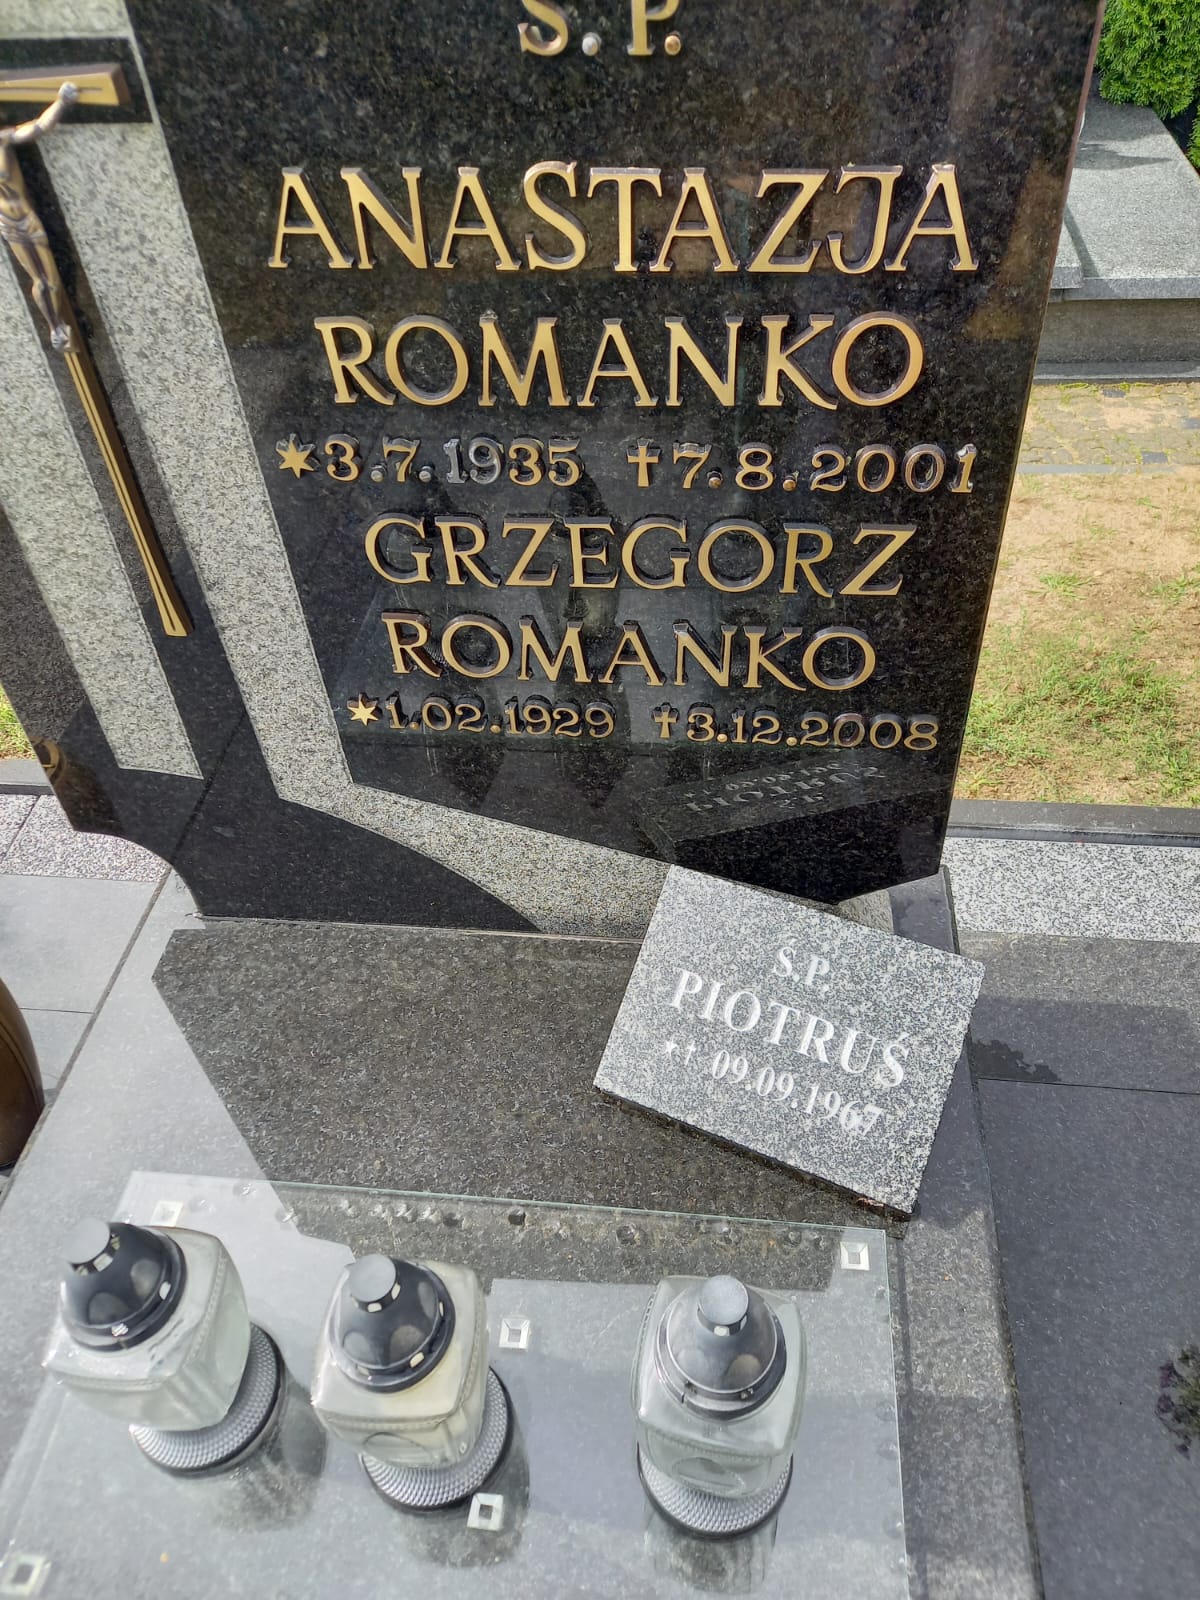 Ś.P.
ANASTAZJA
ROMANKO
*3.7.1935 †7.8.2001
GRZEGORZ
ROMANKO
*1.02.1929 †3.12.2008
Ś.P.
PIOTRUŚ
*† 09.09.1967